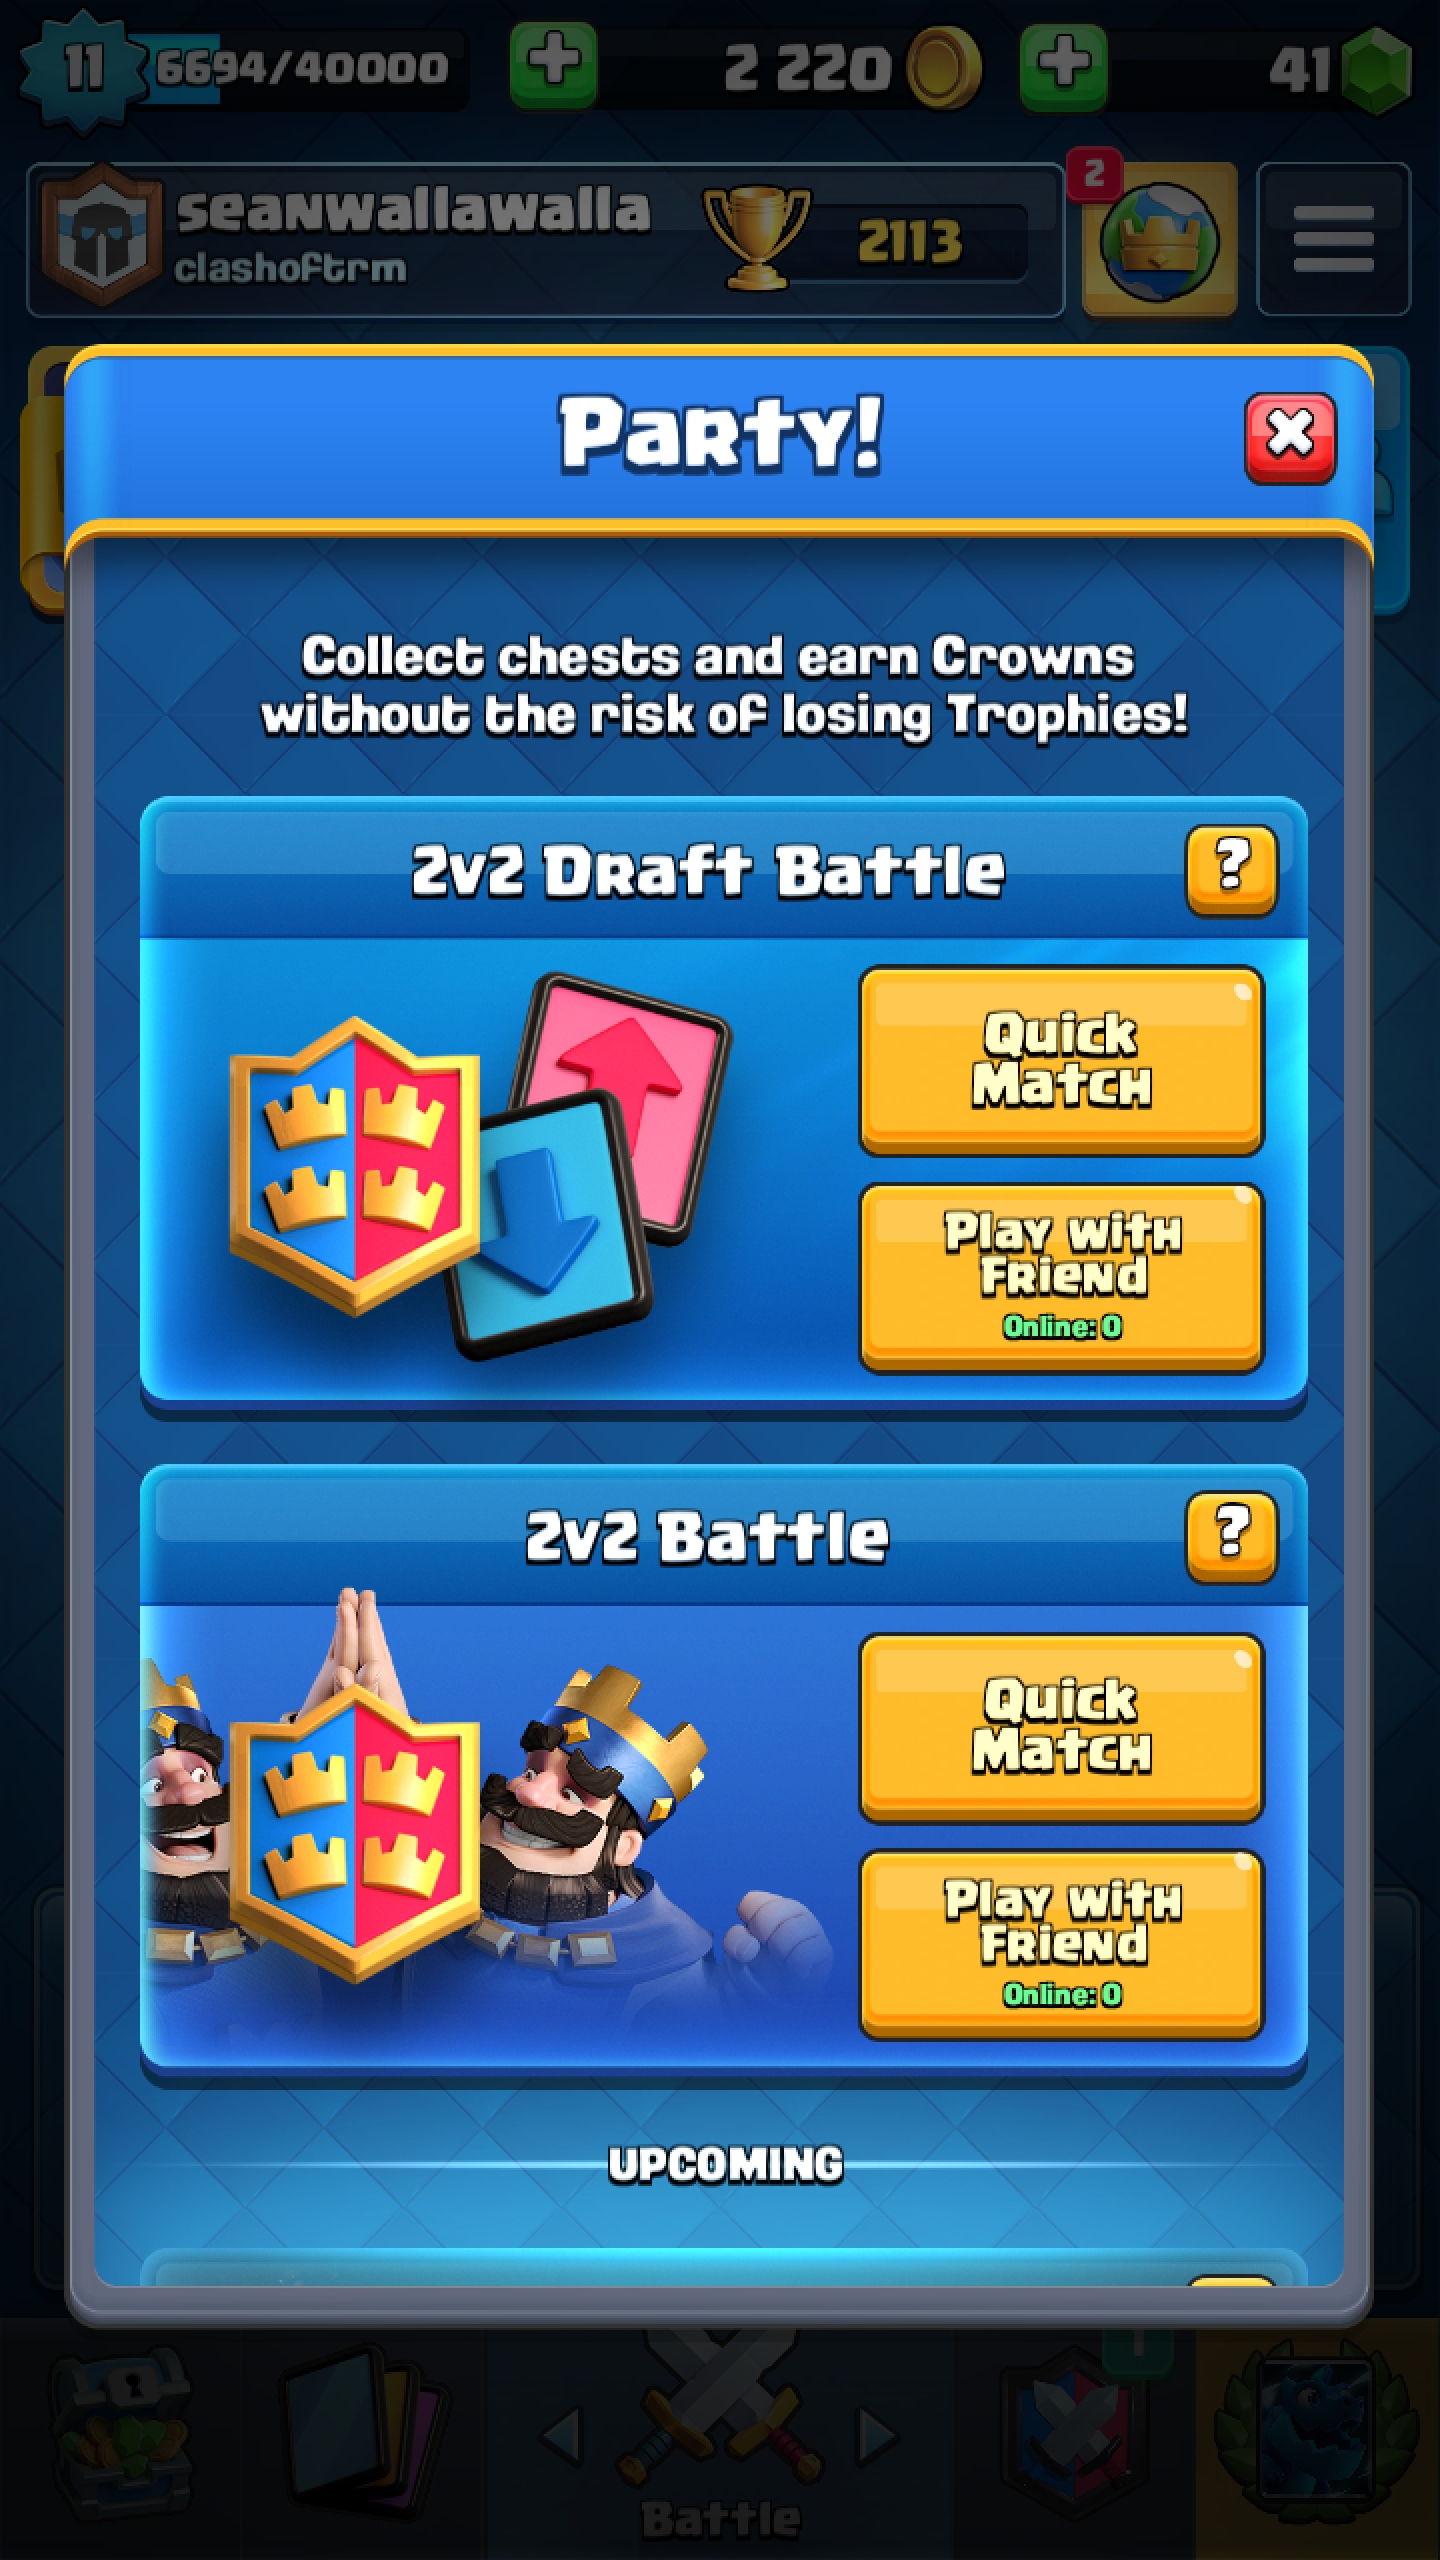 11
6694/40000
2 220
41
seanwallawalla
clashoftrm
2113
2
Party!
Collect chests and earn Crowns
without the risk of losing Trophies!
2v2 Draft Battle
?
Quick
Match
Play with
Friend
Online: 0
2v2 Battle
?
Quick
Match
Play with
Friend
Online: 0
UPCOMING
Battle